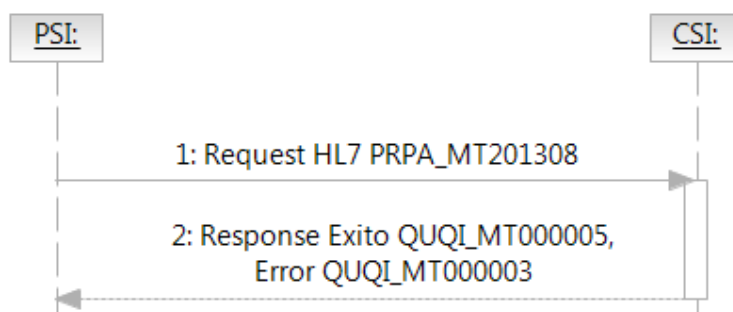 PSI:
CSI:
1: Request HL7 PRPA_MT201308
2: Response Exito QUQI_MT000005,
Error QUQI_MT000003